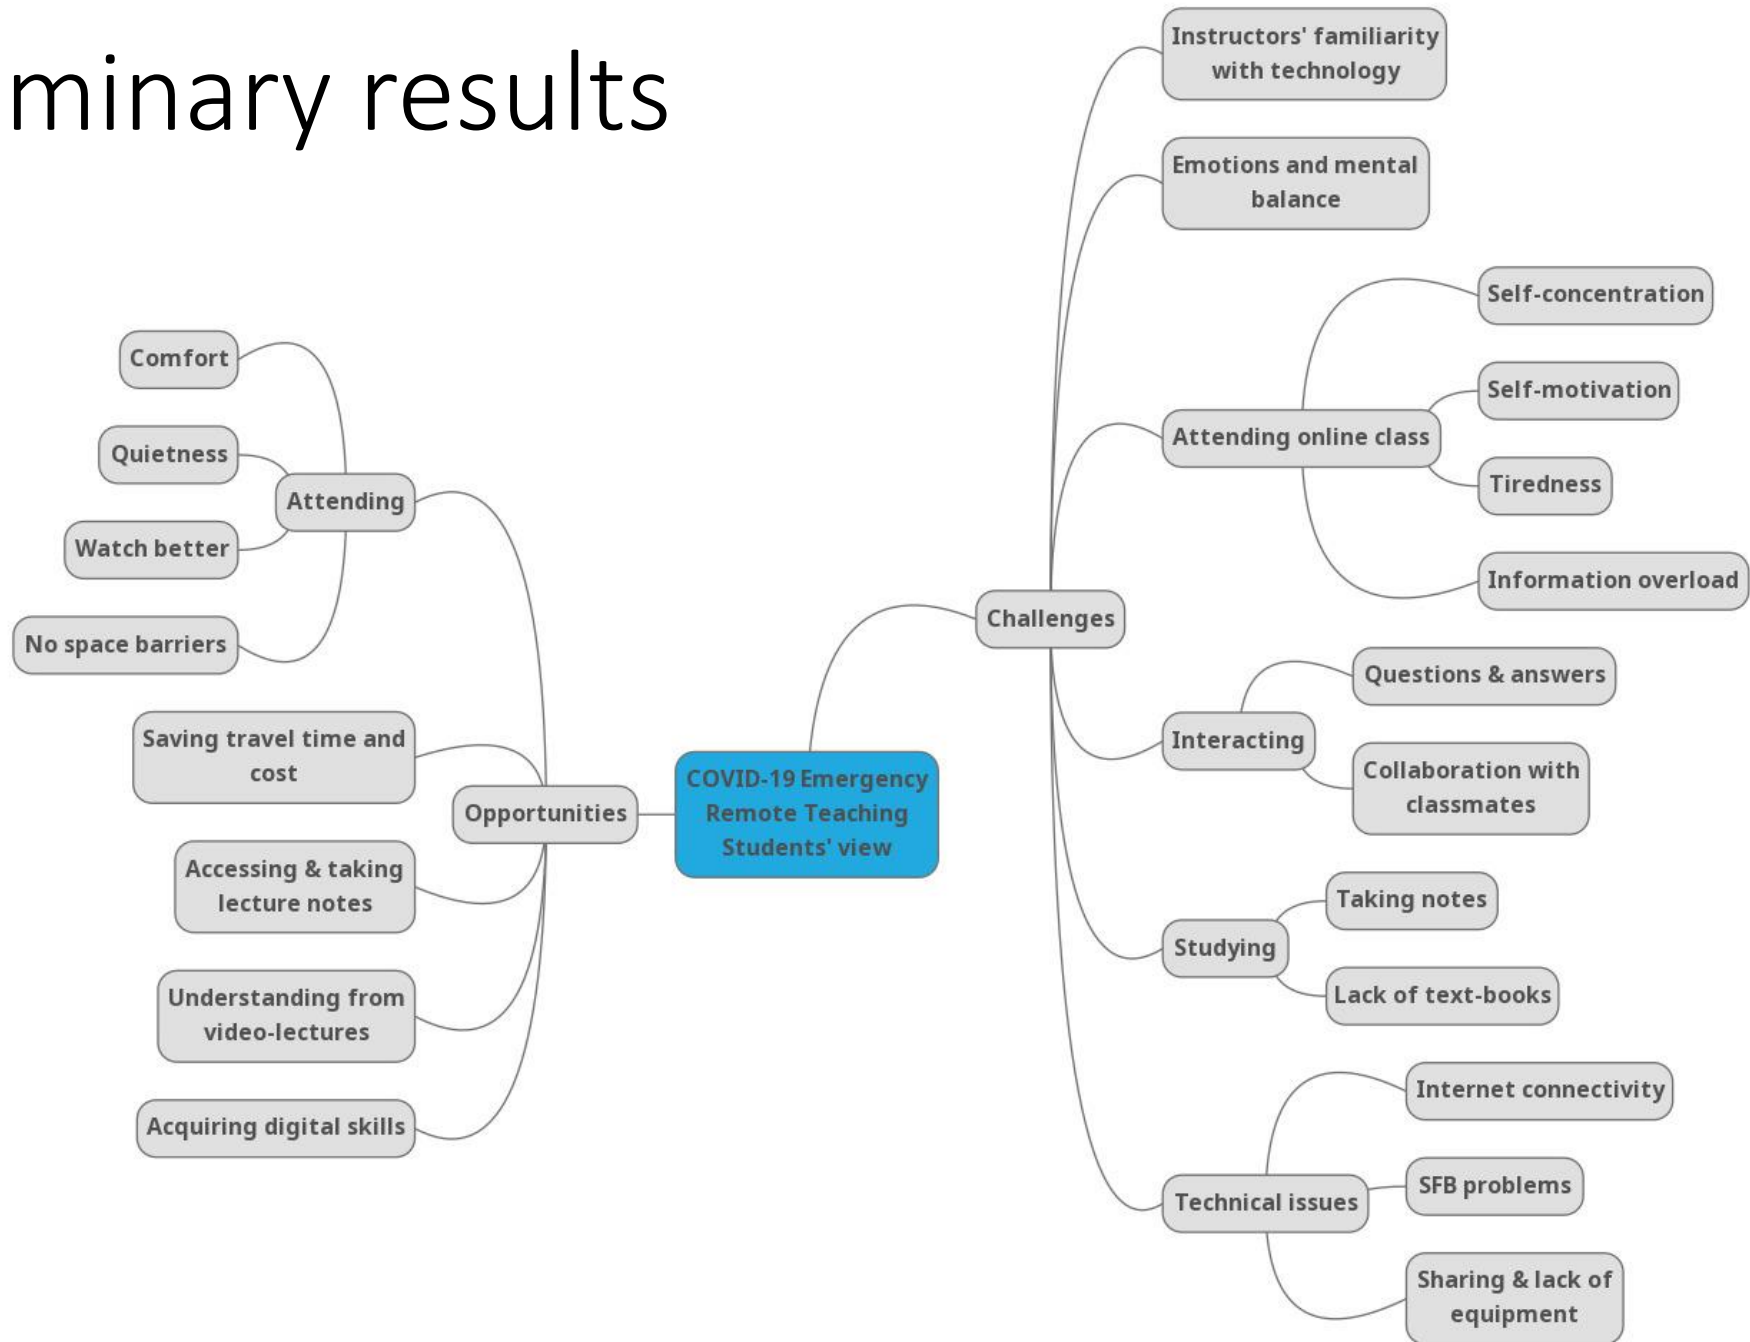 minary results
Comfort
Quietness
Attending
Watch better
No space barriers
Saving travel time and
cost
Opportunities
Accessing & taking
lecture notes
Understanding from
video-lectures
Acquiring digital skills
COVID-19 Emergency
Remote Teaching
Students' view
Challenges
Instructors' familiarity
with technology
Emotions and mental
balance
Attending online class
Self-concentration
Self-motivation
Tiredness
Information overload
Interacting
Questions & answers
Collaboration with
classmates
Studying
Taking notes
Lack of text-books
Technical issues
Internet connectivity
SFB problems
Sharing & lack of
equipment